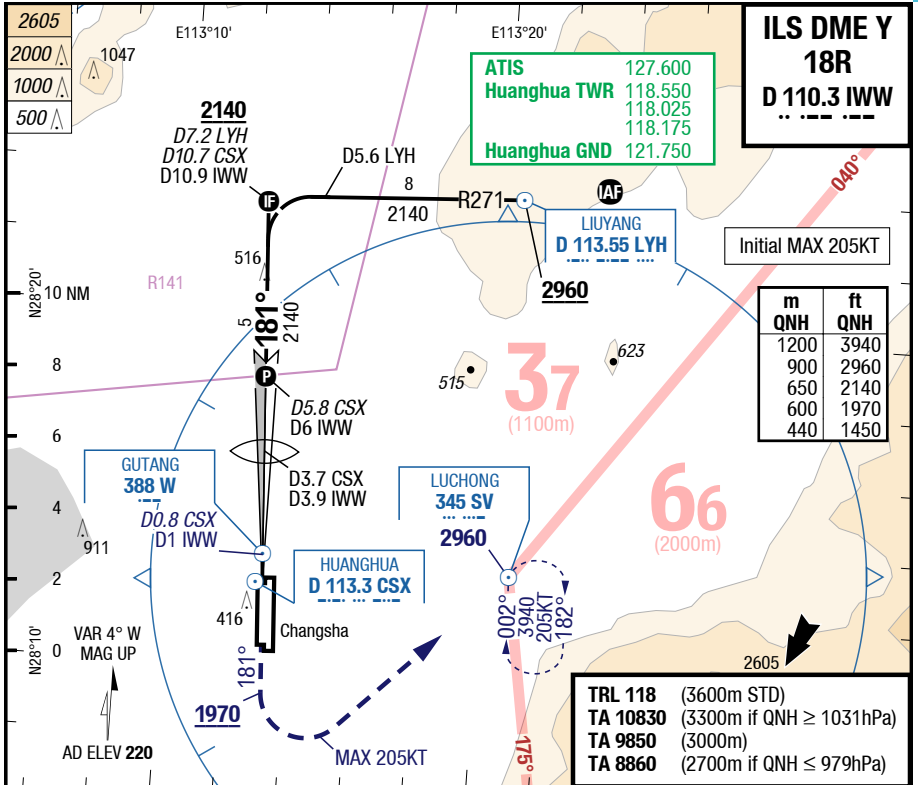 2605
2000
1000
500
1047
E113°10'
E113°20'
ATIS 127.600
Huanghua TWR 118.550
118.025
118.175
Huanghua GND 121.750
ILS DME Y
18R
D 110.3 IWW
2140
D7.2 LYH
D10.7 CSX
D10.9 IWW
IF
D5.6 LYH
8
2140
R271
IAF
040°
LIUYANG
D 113.55 LYH
2960
Initial MAX 205KT
516
R141
N28°20'
10 NM
5
181°
2140
m ft
QNH QNH
1200 3940
900 2960
650 2140
600 1970
440 1450
8
P
515
623
37
(1100m)
D5.8 CSX
D6 IWW
6
GUTANG
388 W
D3.7 CSX
D3.9 IWW
LUCHONG
345 SV
2960
66
(2000m)
4
911
D0.8 CSX
D1 IWW
2
HUANGHUA
D 113.3 CSX
416
Changsha
002°
3940
205KT
182°
VAR 4° W
MAG UP
N28°10'
0
181°
1970
MAX 205KT
AD ELEV 220
175°
2605
TRL 118 (3600m STD)
TA 10830 (3300m if QNH ≥ 1031hPa)
TA 9850 (3000m)
TA 8860 (2700m if QNH ≤ 979hPa)